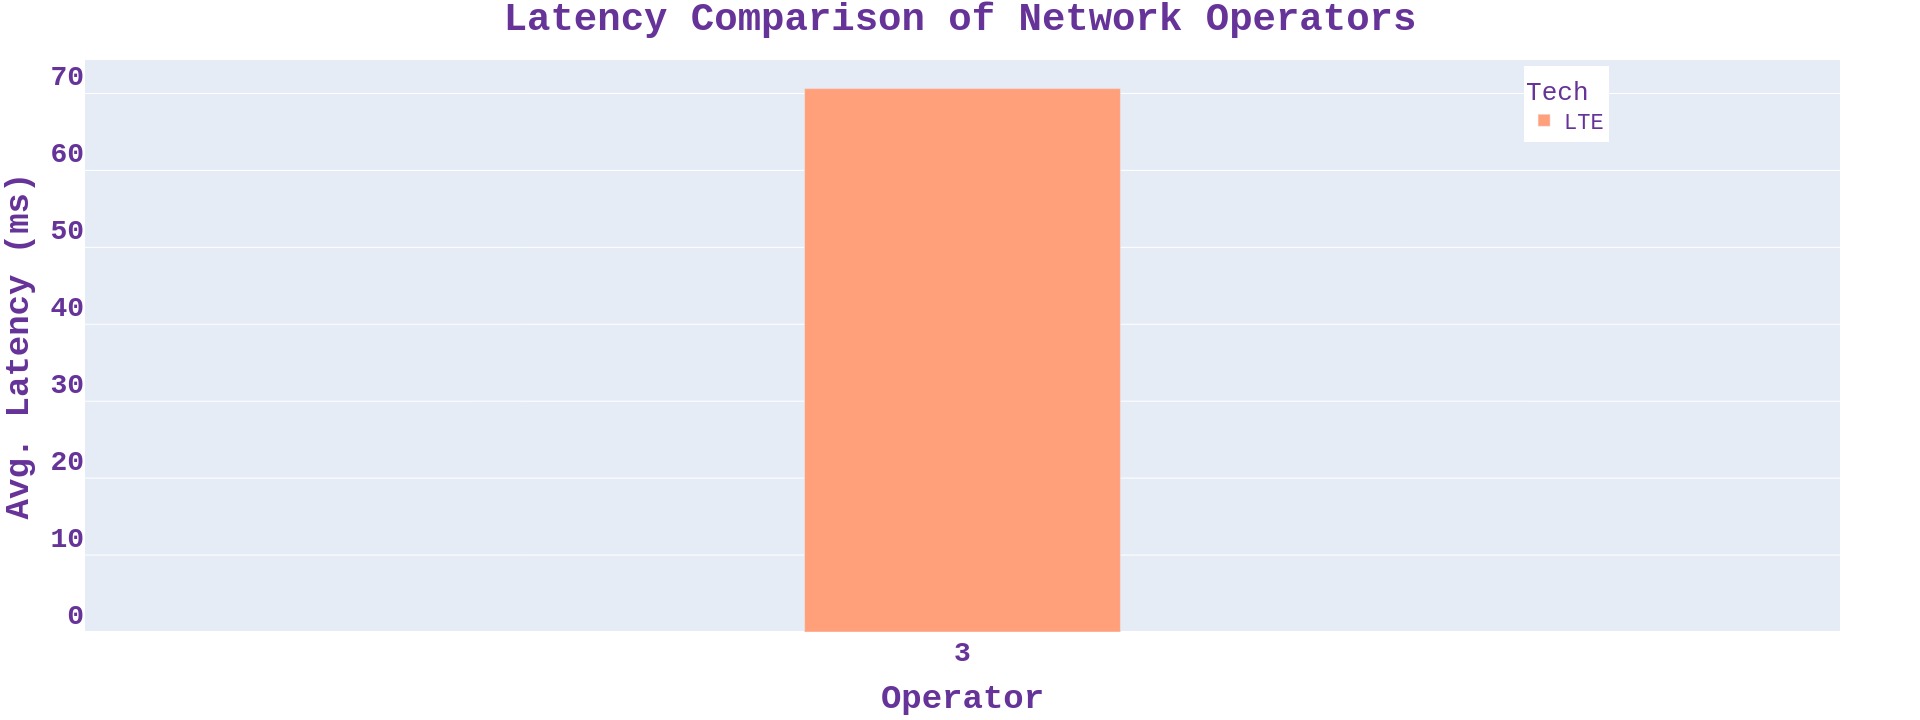 Latency Comparison of Network Operators
70
60
50
40
30
20
10
0
Avg. Latency (ms)
Tech
LTE
3
Operator